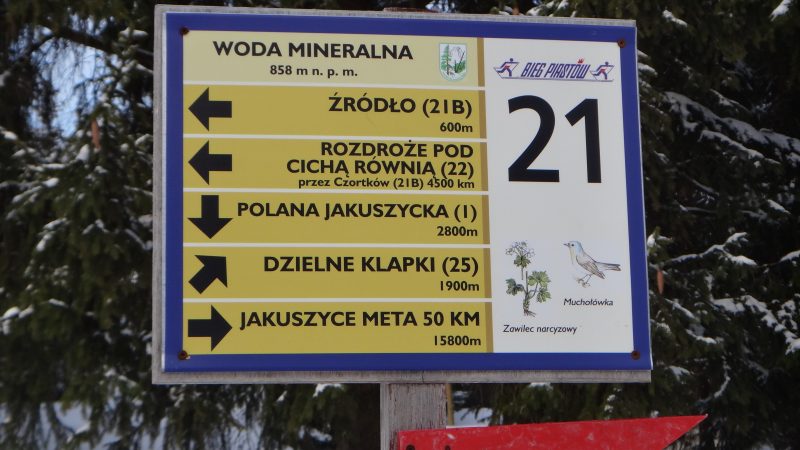 WODA MINERALNA
858 m n. p. m.
ŹRÓDŁO (21B)
600m
ROZDROŻE POD
CICHĄ RÓWNIĄ (22)
przez Czortków (21B) 4500 km
POLANA JAKUSZYCKA (1)
2800m
DZIELNE KLAPKI (25)
1900m
JAKUSZYCE META 50 KM
15800m
BIEG PIASTÓW
21
Muchołówka
Zawilec narcyzowy